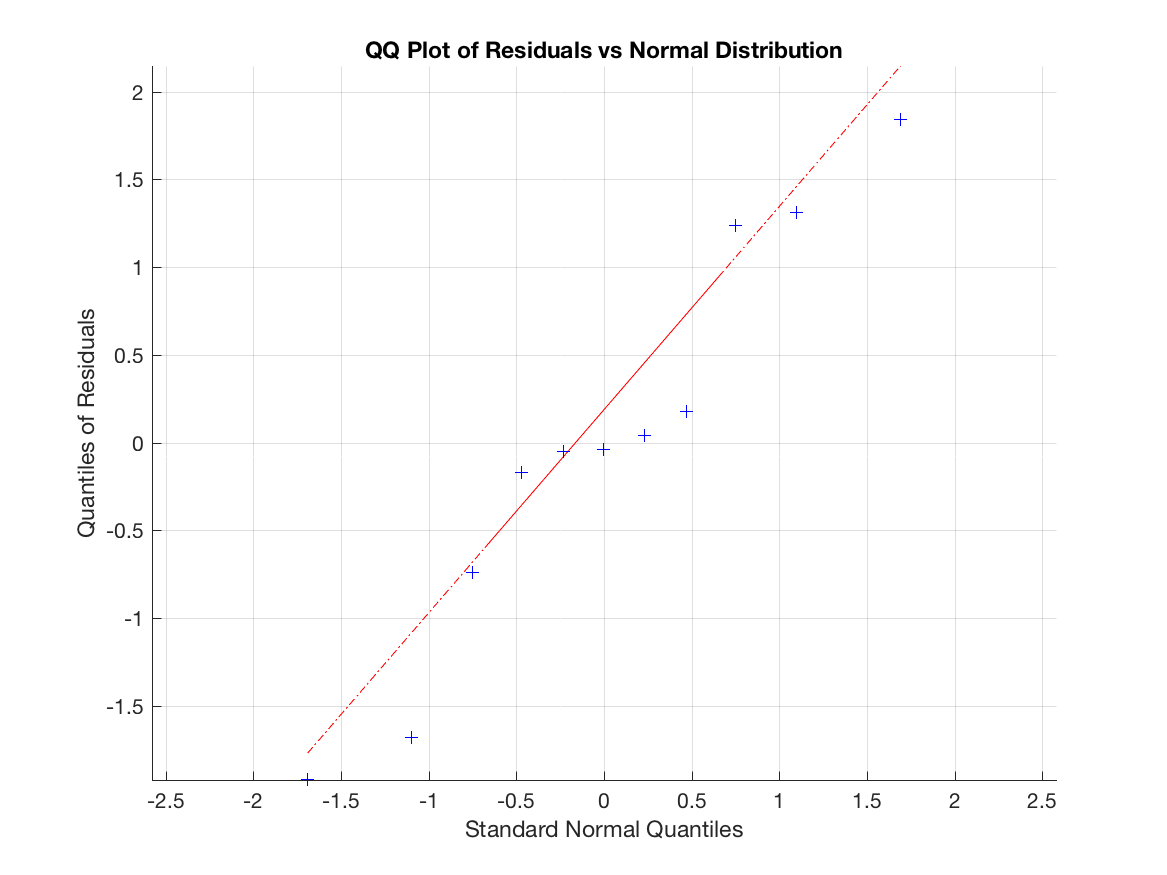 QQ Plot of Residuals vs Normal Distribution
2
1.5
1
0.5
0
-0.5
-1
-1.5
Quantiles of Residuals
-2.5 -2 -1.5 -1 -0.5 0 0.5 1 1.5 2 2.5
Standard Normal Quantiles